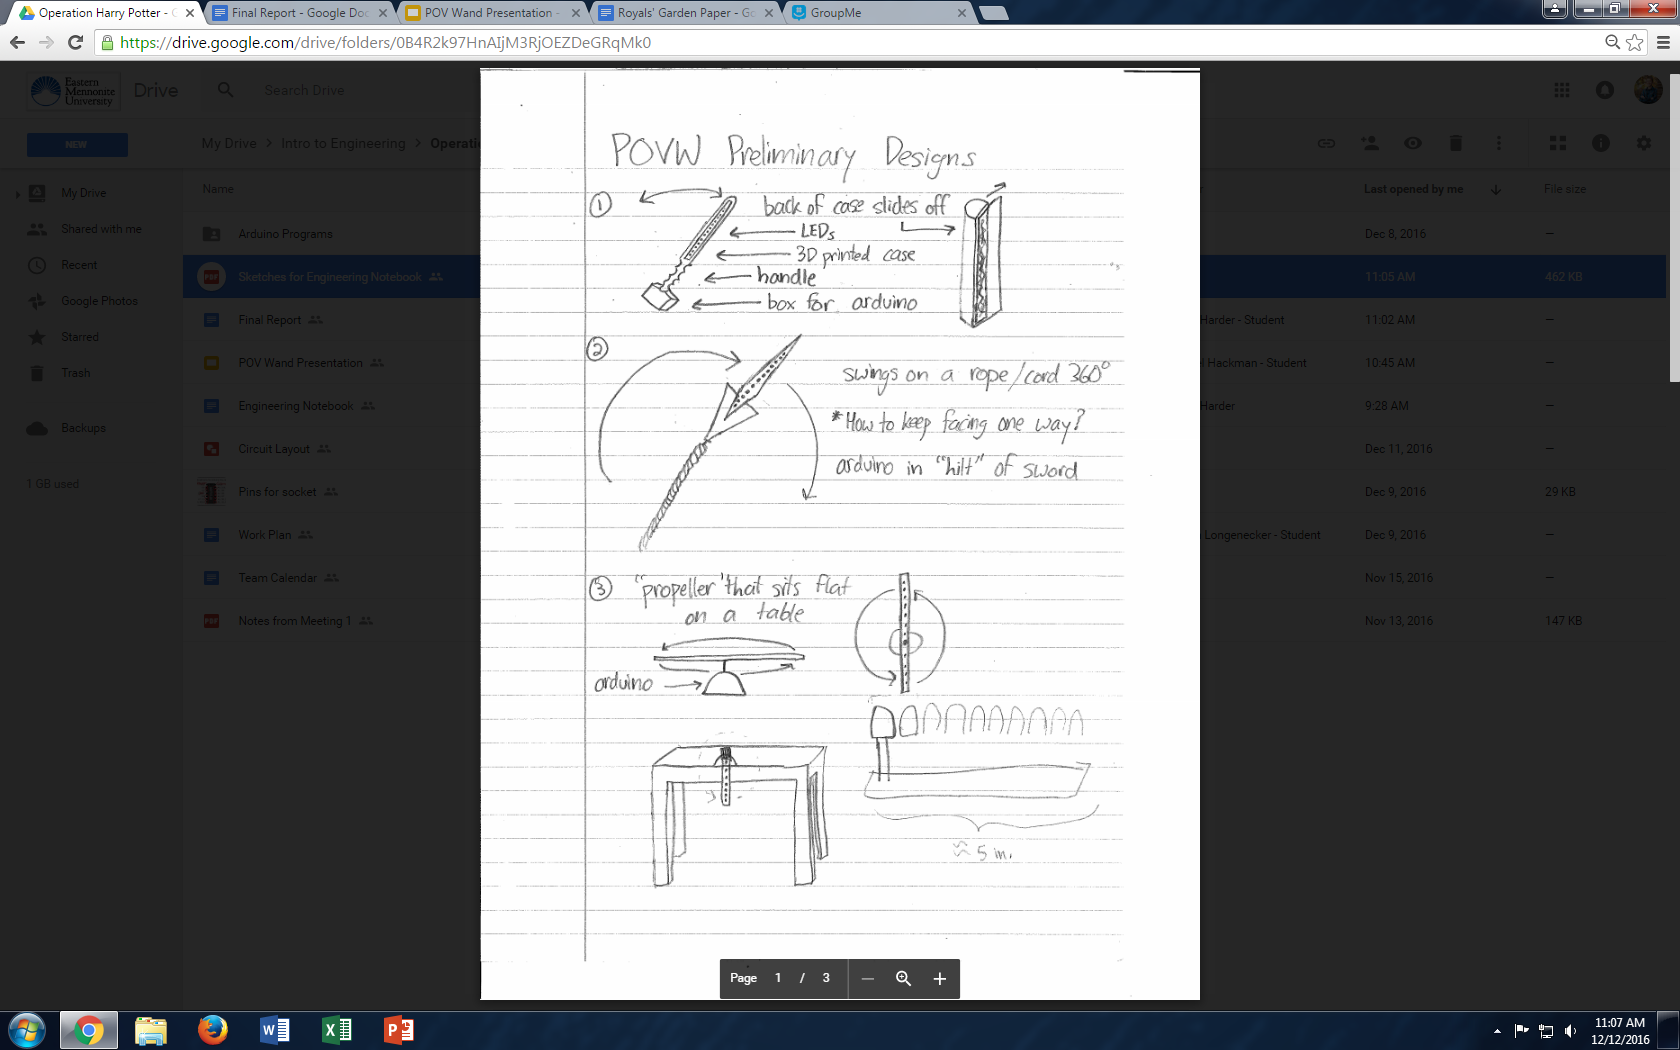 Operation Harry Potter - G
Final Report - Google Doc
POV Wand Presentation -
Royals' Garden Paper - Go
GroupMe
https://drive.google.com/drive/folders/0B4R2k97HnAIjM3RjOEZDeGRqMk0
Eastern
Mennonite
University
Drive
Search Drive
NEW
My Drive > Intro to Engineering > Operati
My Drive
Shared with me
Recent
Google Photos
Starred
Trash
Backups
1 GB used
Name
Last opened by me
File size
Arduino Programs
Dec 8, 2016 —
Sketches for Engineering Notebook
11:05 AM 462 KB
Final Report
Harder - Student 11:02 AM —
POV Wand Presentation
l Hackman - Student 10:45 AM —
Engineering Notebook
Harder 9:28 AM —
Circuit Layout
Dec 11, 2016 —
Pins for socket
Dec 9, 2016 29 KB
Work Plan
Longenecker - Student Dec 9, 2016 —
Team Calendar
Nov 15, 2016 —
Notes from Meeting 1
Nov 13, 2016 147 KB
POVW Preliminary Designs
①
back of case slides off
LEDs
3D printed case
handle
box for arduino
②
swings on a rope/cord 360°
*How to keep facing one way?
arduino in "hilt" of sword
③ "propeller" that sits flat
on a table
arduino
≈ 5 in.
Page 1 / 3
11:07 AM
12/12/2016